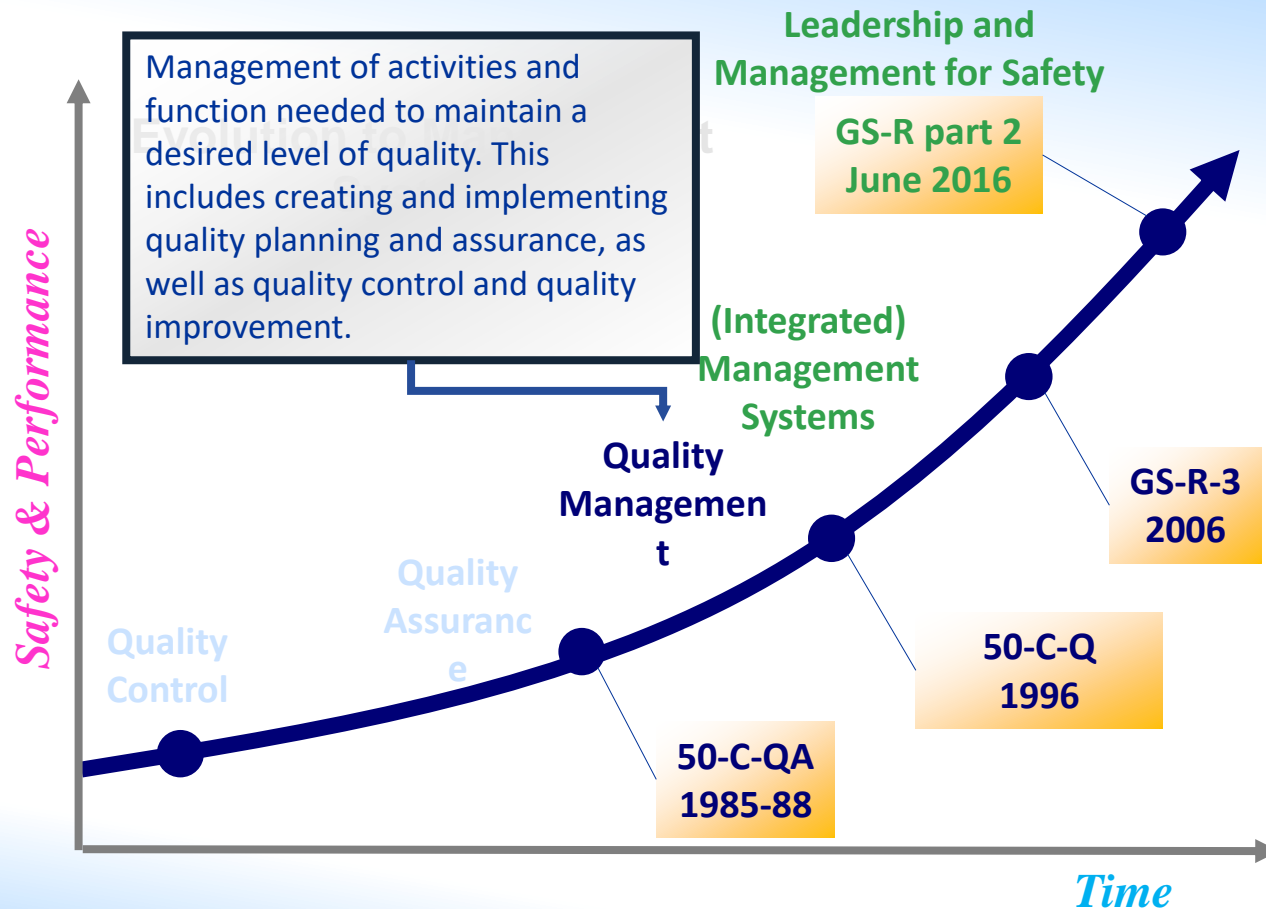 Leadership and
Management for Safety
Management of activities and
function needed to maintain a
desired level of quality. This
includes creating and implementing
quality planning and assurance, as
well as quality control and quality
improvement.
Evolution to
GS-R part 2
June 2016
(Integrated)
Management
Systems
Quality
Managemen
t
GS-R-3
2006
Quality
Assuranc
e
Quality
Control
50-C-Q
1996
50-C-QA
1985-88
Safety & Performance
Time